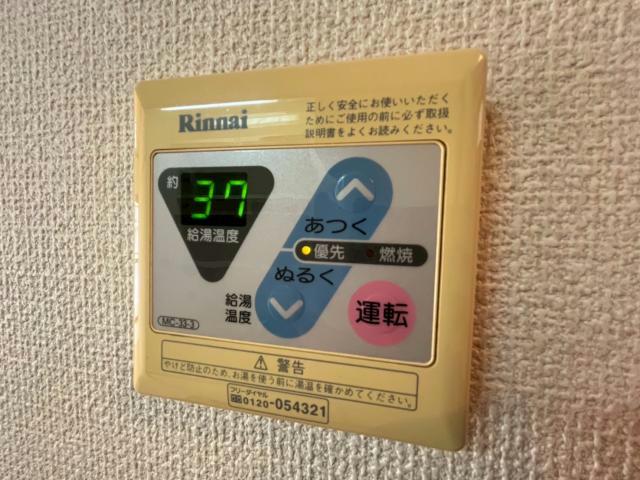 Rinnai
正しく安全にお使いいただく
ためにご使用の前に必ず取扱
説明書をよくお読みください。
約 37
給湯温度
あつく
優先 燃焼
ぬるく
給湯
温度
運転
MC-33-3
警告
やけど防止のため、お湯を使う前に湯温を確かめてください。
フリーダイヤル
0120-054321